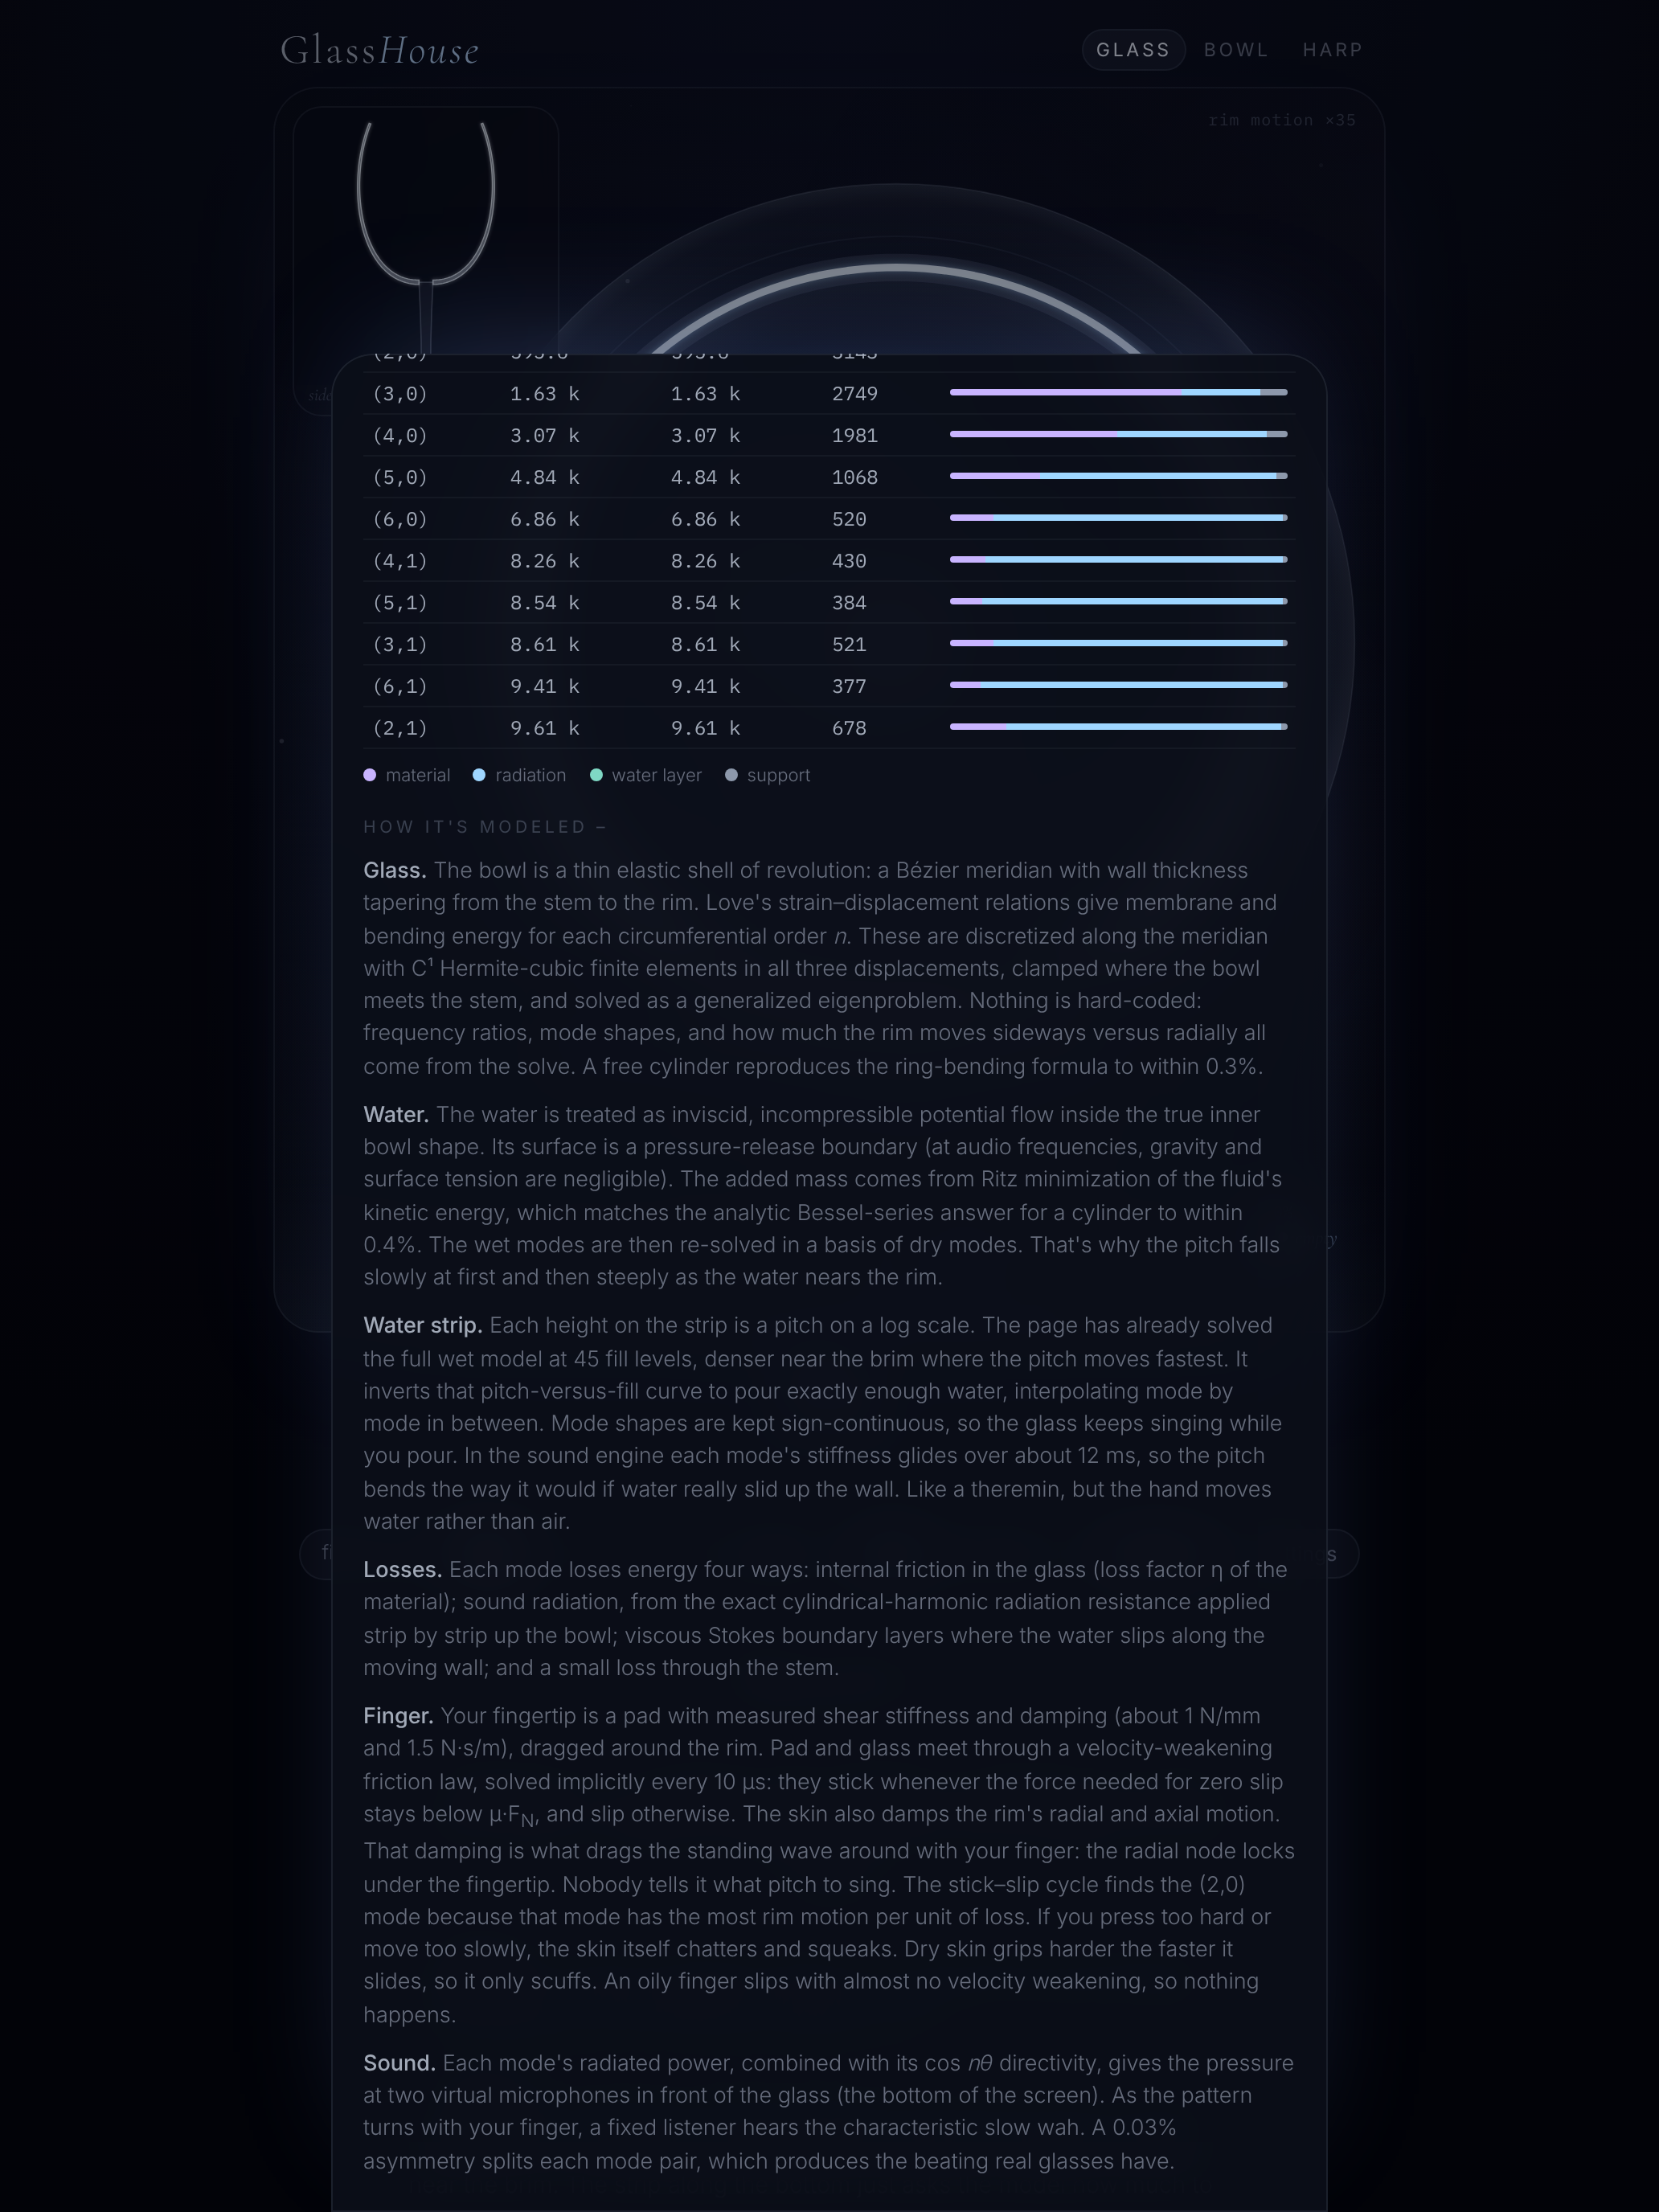 GlassHouse
GLASS BOWL HARP
rim motion ×35
(3,0) 1.63 k 1.63 k 2749
(4,0) 3.07 k 3.07 k 1981
(5,0) 4.84 k 4.84 k 1068
(6,0) 6.86 k 6.86 k 520
(4,1) 8.26 k 8.26 k 430
(5,1) 8.54 k 8.54 k 384
(3,1) 8.61 k 8.61 k 521
(6,1) 9.41 k 9.41 k 377
(2,1) 9.61 k 9.61 k 678
material radiation water layer support
HOW IT'S MODELED –
Glass. The bowl is a thin elastic shell of revolution: a Bézier meridian with wall thickness
tapering from the stem to the rim. Love's strain–displacement relations give membrane and
bending energy for each circumferential order n. These are discretized along the meridian
with C¹ Hermite-cubic finite elements in all three displacements, clamped where the bowl
meets the stem, and solved as a generalized eigenproblem. Nothing is hard-coded:
frequency ratios, mode shapes, and how much the rim moves sideways versus radially all
come from the solve. A free cylinder reproduces the ring-bending formula to within 0.3%.
Water. The water is treated as inviscid, incompressible potential flow inside the true inner
bowl shape. Its surface is a pressure-release boundary (at audio frequencies, gravity and
surface tension are negligible). The added mass comes from Ritz minimization of the fluid's
kinetic energy, which matches the analytic Bessel-series answer for a cylinder to within
0.4%. The wet modes are then re-solved in a basis of dry modes. That's why the pitch falls
slowly at first and then steeply as the water nears the rim.
Water strip. Each height on the strip is a pitch on a log scale. The page has already solved
the full wet model at 45 fill levels, denser near the brim where the pitch moves fastest. It
inverts that pitch-versus-fill curve to pour exactly enough water, interpolating mode by
mode in between. Mode shapes are kept sign-continuous, so the glass keeps singing while
you pour. In the sound engine each mode's stiffness glides over about 12 ms, so the pitch
bends the way it would if water really slid up the wall. Like a theremin, but the hand moves
water rather than air.
Losses. Each mode loses energy four ways: internal friction in the glass (loss factor η of the
material); sound radiation, from the exact cylindrical-harmonic radiation resistance applied
strip by strip up the bowl; viscous Stokes boundary layers where the water slips along the
moving wall; and a small loss through the stem.
Finger. Your fingertip is a pad with measured shear stiffness and damping (about 1 N/mm
and 1.5 N·s/m), dragged around the rim. Pad and glass meet through a velocity-weakening
friction law, solved implicitly every 10 µs: they stick whenever the force needed for zero slip
stays below µ·FN, and slip otherwise. The skin also damps the rim's radial and axial motion.
That damping is what drags the standing wave around with your finger: the radial node locks
under the fingertip. Nobody tells it what pitch to sing. The stick–slip cycle finds the (2,0)
mode because that mode has the most rim motion per unit of loss. If you press too hard or
move too slowly, the skin itself chatters and squeaks. Dry skin grips harder the faster it
slides, so it only scuffs. An oily finger slips with almost no velocity weakening, so nothing
happens.
Sound. Each mode's radiated power, combined with its cos nθ directivity, gives the pressure
at two virtual microphones in front of the glass (the bottom of the screen). As the pattern
turns with your finger, a fixed listener hears the characteristic slow wah. A 0.03%
asymmetry splits each mode pair, which produces the beating real glasses have.